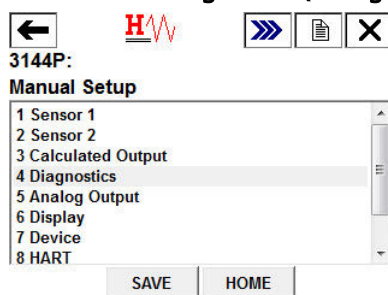 H
3144P:
Manual Setup
1 Sensor 1
2 Sensor 2
3 Calculated Output
4 Diagnostics
5 Analog Output
6 Display
7 Device
8 HART
SAVE HOME